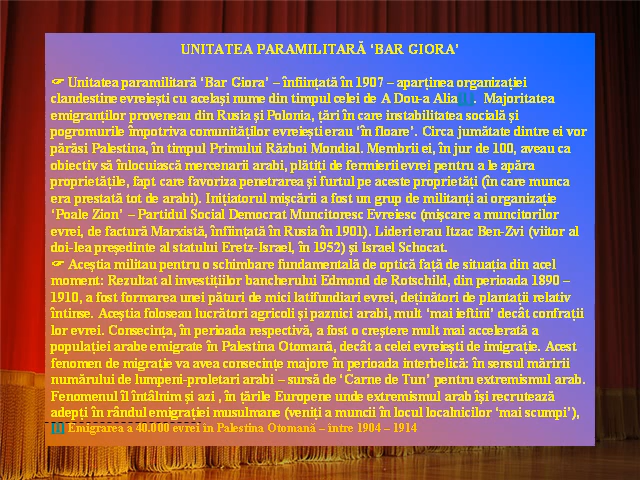 UNITATEA PARAMILITARĂ ‘BAR GIORA’
☞ Unitatea paramilitară ‘Bar Giora’ – înființată în 1907 – aparținea organizației
clandestine evreiești cu același nume din timpul celei de A Dou-a Alia[1]. Majoritatea
emigranților proveneau din Rusia și Polonia, țări în care instabilitatea socială și
pogromurile împotriva comunităților evreiești erau ‘în floare’. Circa jumătate dintre ei vor
părăsi Palestina, în timpul Primului Război Mondial. Membrii ei, în jur de 100, aveau ca
obiectiv să înlocuiască mercenarii arabi, plătiți de fermierii evrei pentru a le apăra
proprietățile, fapt care favoriza penetrarea și furtul pe aceste proprietăți (în care munca
era prestată tot de arabi). Inițiatorul mișcării a fost un grup de militanți ai organizație
‘Poale Zion’ – Partidul Social Democrat Muncitoresc Evreiesc (mișcare a muncitorilor
evrei, de factură Marxistă, înființată în Rusia în 1901). Lideri erau Itzac Ben-Zvi (viitor al
doi-lea președinte al statului Eretz-Israel, în 1952) și Israel Schocat.
☞ Aceștia militau pentru o schimbare fundamentală de optică față de situația din acel
moment: Rezultat al investițiilor bancherului Edmond de Rotschild, din perioada 1890 –
1910, a fost formarea unei pături de mici latifundiari evrei, deținători de plantații relativ
întinse. Aceștia foloseau lucrători agricoli și paznici arabi, mult ‘mai ieftini’ decât confrații
lor evrei. Consecința, în perioada respectivă, a fost o creștere mult mai accelerată a
populației arabe emigrate în Palestina Otomană, decât a celei evreiești de imigrație. Acest
fenomen de migrație va avea consecințe majore în perioada interbelică: în sensul măririi
numărului de lumpeni-proletari arabi – sursă de ‘Carne de Tun’ pentru extremismul arab.
Fenomenul îl întâlnim și azi , în țările Europene unde extremismul arab își recrutează
adepți în rândul emigrației musulmane (veniți a muncii în locul localnicilor ‘mai scumpi’),
[1] Emigrarea a 40.000 evrei în Palestina Otomană – între 1904 – 1914